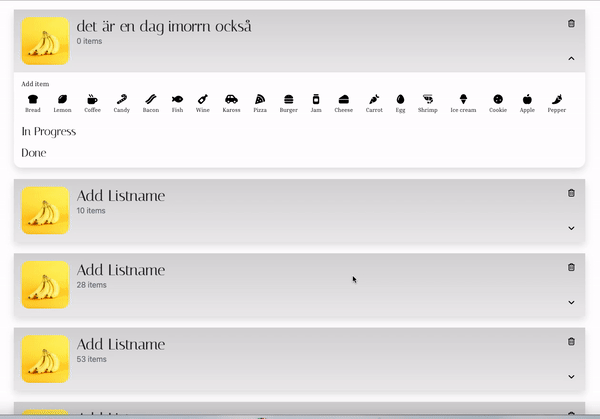 det är en dag imorrn också
0 items
Add item
Bread Lemon Coffee Candy Bacon Fish Wine Kaross Pizza Burger Jam Cheese Carrot Egg Shrimp Ice cream Cookie Apple Pepper
In Progress
Done
Add Listname
10 items
Add Listname
28 items
Add Listname
53 items